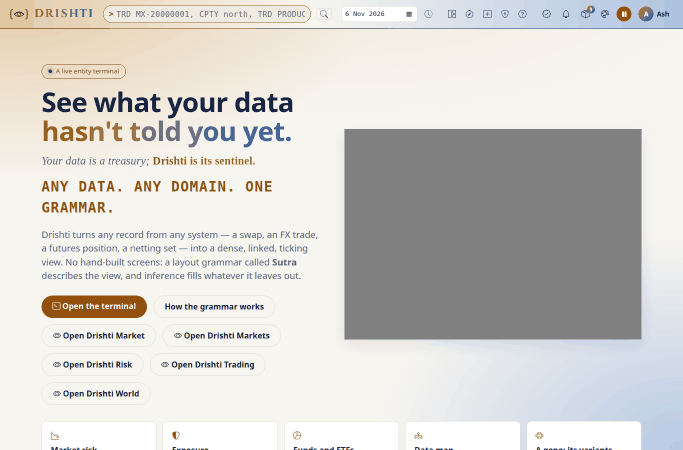 {👁} DRISHTI
> TRD MX-20000001, CPTY north, TRD PRODUC
6 Nov 2026
A Ash
A live entity terminal
See what your data
hasn't told you yet.
Your data is a treasury; Drishti is its sentinel.
ANY DATA. ANY DOMAIN. ONE
GRAMMAR.
Drishti turns any record from any system — a swap, an FX trade,
a futures position, a netting set — into a dense, linked, ticking
view. No hand-built screens: a layout grammar called Sutra
describes the view, and inference fills whatever it leaves out.
Open the terminal
How the grammar works
Open Drishti Market
Open Drishti Markets
Open Drishti Risk
Open Drishti Trading
Open Drishti World
Market risk
Exposure
Funds and ETFs
Data map